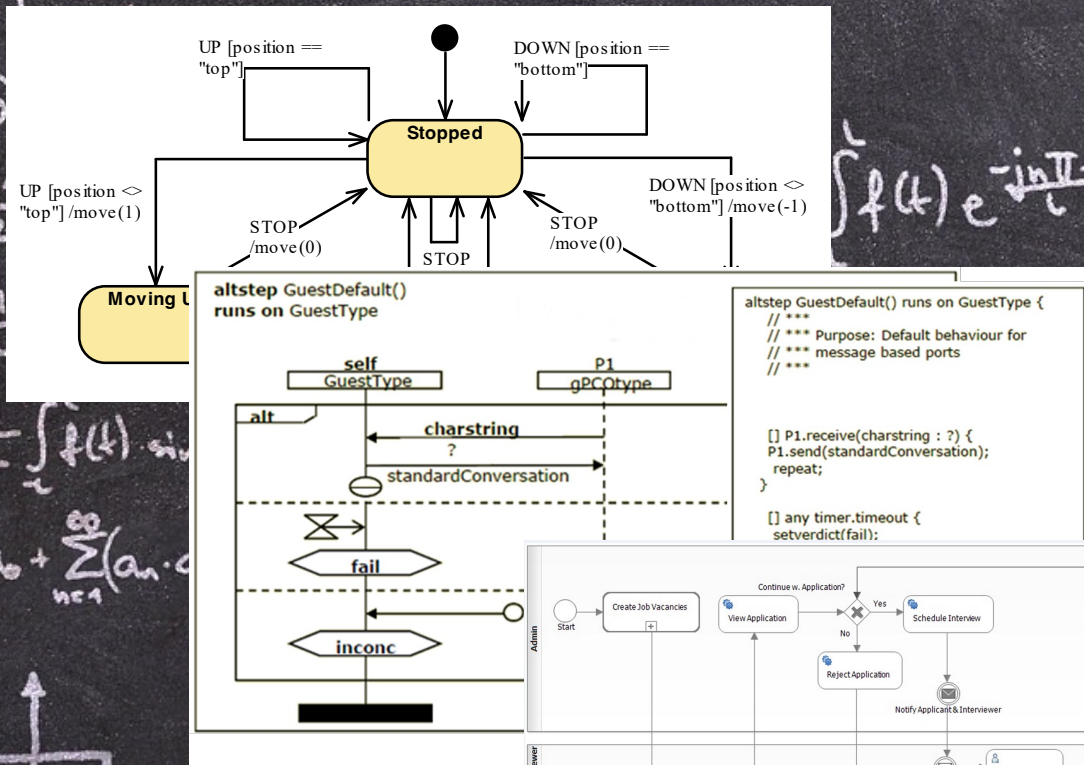 UP [position ==
"top"]
DOWN [position ==
"bottom"]
Stopped
UP [position <>
"top"] /move(1)
STOP
/move(0)
STOP
STOP
/move(0)
DOWN [position <>
"bottom"] /move(-1)
Moving
altstep GuestDefault()
runs on GuestType
self
GuestType
P1
gPCOtype
alt
charstring
?
standardConversation
fail
inconc
altstep GuestDefault() runs on GuestType {
// ***
// *** Purpose: Default behaviour for
// *** message based ports
// ***
[] P1.receive(charstring : ?) {
P1.send(standardConversation);
repeat;
}
[] any timer.timeout {
setverdict(fail);
Admin
Start
Create Job Vacancies
View Application
Continue w. Application?
Yes
No
Schedule Interview
Reject Application
Notify Applicant & Interviewer
∫f(t) e
∫f(t)·sin
+ ∑(aₙ·
n=1